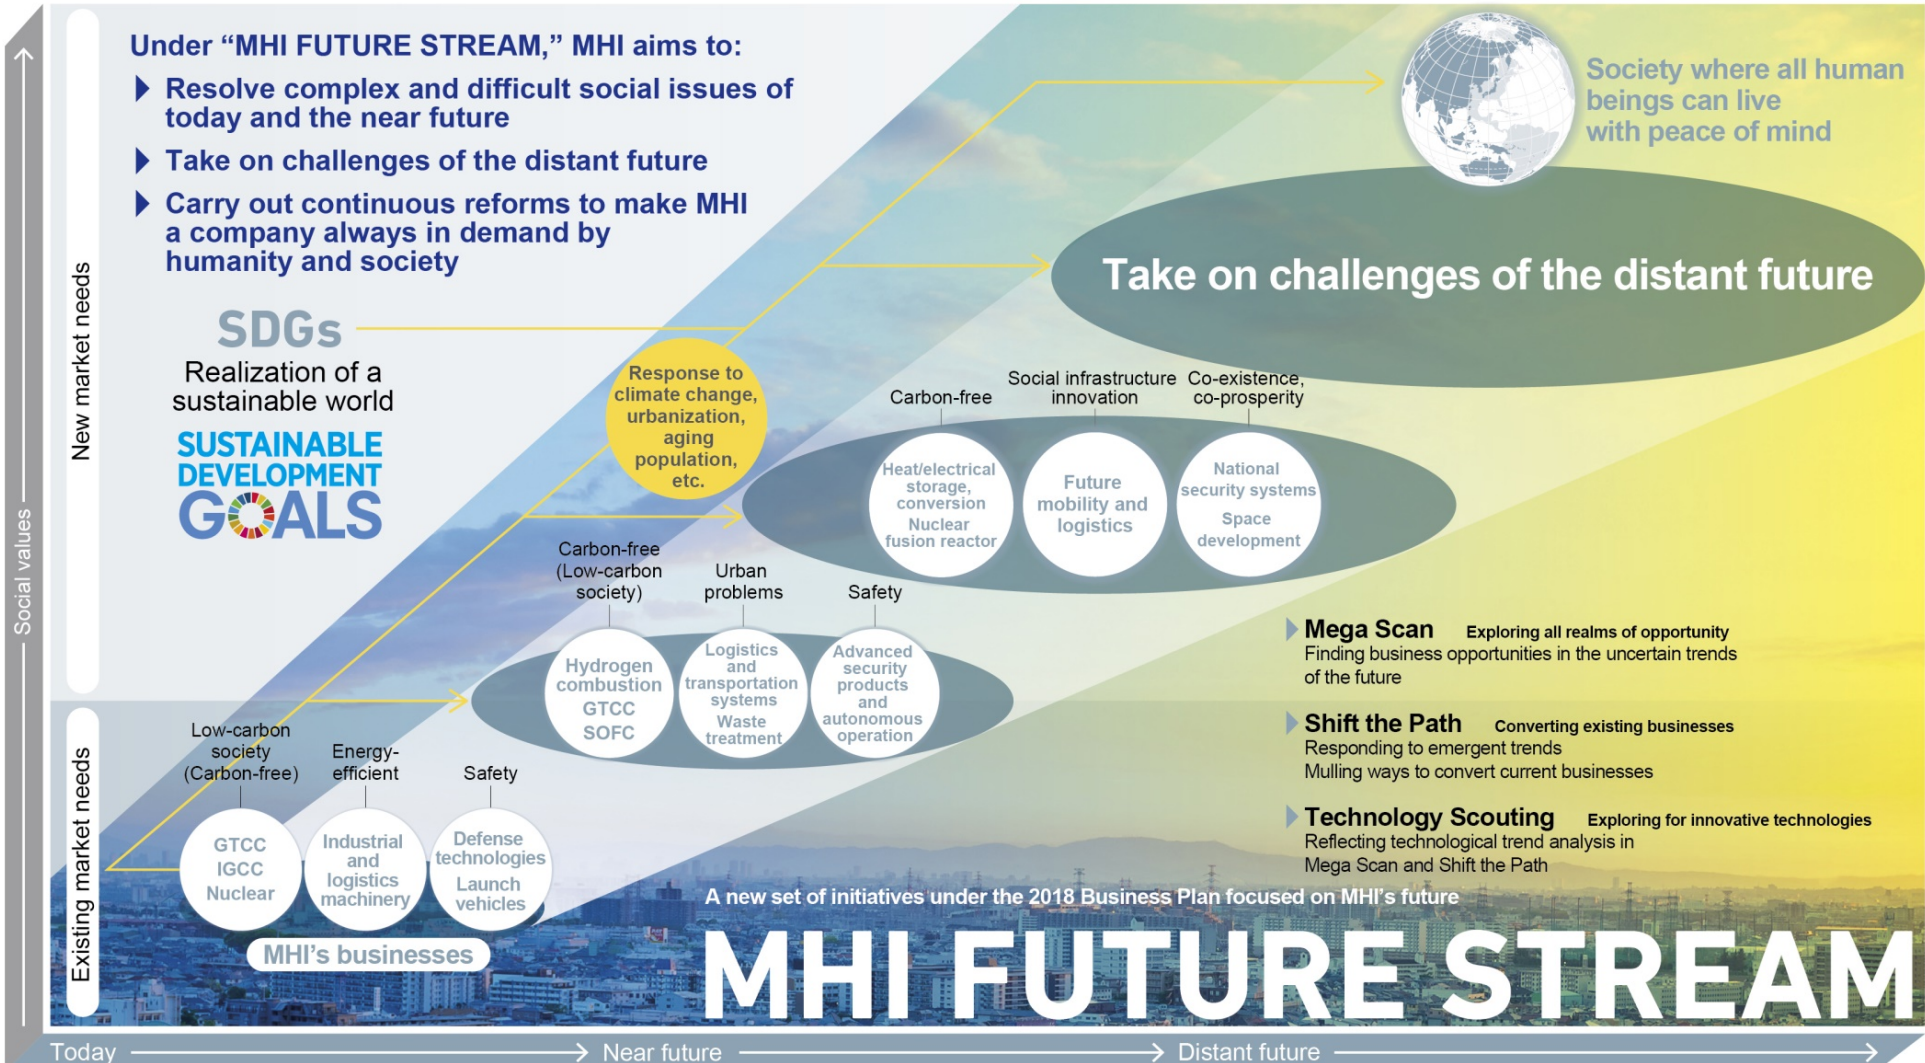 Under “MHI FUTURE STREAM,” MHI aims to:
Resolve complex and difficult social issues of
today and the near future
Take on challenges of the distant future
Carry out continuous reforms to make MHI
a company always in demand by
humanity and society
SDGs
Realization of a
sustainable world
SUSTAINABLE
DEVELOPMENT
GOALS
Society where all human
beings can live
with peace of mind
Take on challenges of the distant future
Response to
climate change,
urbanization,
aging
population,
etc.
Carbon-free
Social infrastructure
innovation
Co-existence,
co-prosperity
Heat/electrical
storage,
conversion
Nuclear
fusion reactor
Future
mobility and
logistics
National
security systems
Space
development
Carbon-free
(Low-carbon
society)
Urban
problems
Safety
Hydrogen
combustion
GTCC
SOFC
Logistics
and
transportation
systems
Waste
treatment
Advanced
security
products
and
autonomous
operation
Low-carbon
society
(Carbon-free)
Energy-
efficient
Safety
GTCC
IGCC
Nuclear
Industrial
and
logistics
machinery
Defense
technologies
Launch
vehicles
MHI’s businesses
Mega Scan Exploring all realms of opportunity
Finding business opportunities in the uncertain trends
of the future
Shift the Path Converting existing businesses
Responding to emergent trends
Mulling ways to convert current businesses
Technology Scouting Exploring for innovative technologies
Reflecting technological trend analysis in
Mega Scan and Shift the Path
A new set of initiatives under the 2018 Business Plan focused on MHI’s future
MHI FUTURE STREAM
Social values
New market needs
Existing market needs
Today
Near future
Distant future